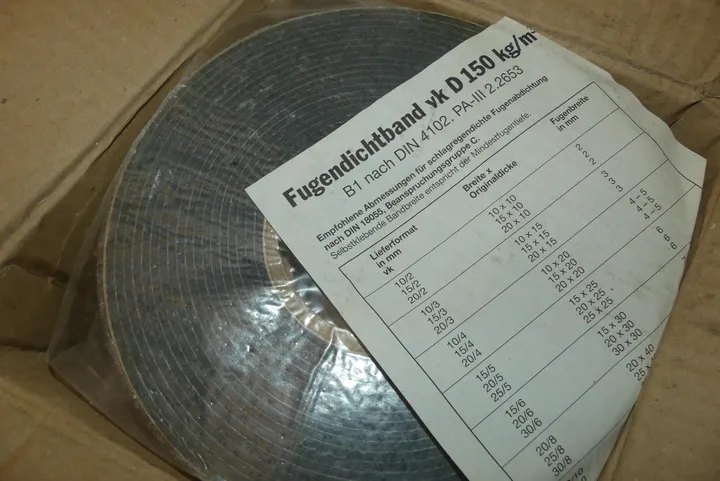 Fugendichtband vk D 150 kg/m
B1 nach DIN 4102. PA-III 2.2653
Empfohlene Abmessungen für schlagregendichte Fugenabdichtung
nach DIN 18055, Beanspruchungsgruppe C.
Selbstklebende Bandbreite entspricht der Mindestfugentiefe.
Lieferformat Breite x Fugenbreite
in mm Originaldicke in mm
vk
10/2 10 x 10 2
15/2 15 x 10 2
20/2 20 x 10 2
10/3 10 x 15 3
15/3 15 x 15 3
20/3 20 x 15 3
10/4 10 x 20 4–5
15/4 15 x 20 4–5
20/4 20 x 20 4–5
15/5 15 x 25 6
20/5 20 x 25 6
25/5 25 x 25 6
15/6 15 x 30
20/6 20 x 30
30/6 30 x 30
20/8 20 x 40
25/8 25 x
30/8